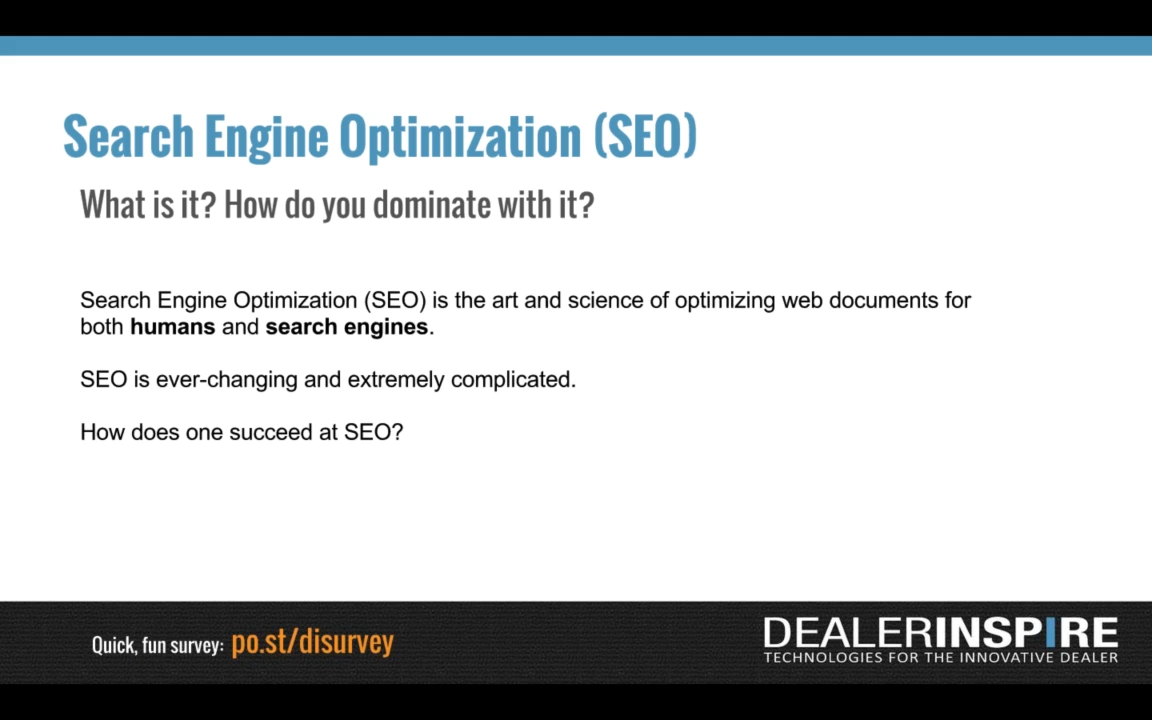 Search Engine Optimization (SEO)
What is it? How do you dominate with it?
Search Engine Optimization (SEO) is the art and science of optimizing web documents for
both humans and search engines.
SEO is ever-changing and extremely complicated.
How does one succeed at SEO?
Quick, fun survey: po.st/disurvey
DEALERINSPIRE
TECHNOLOGIES FOR THE INNOVATIVE DEALER